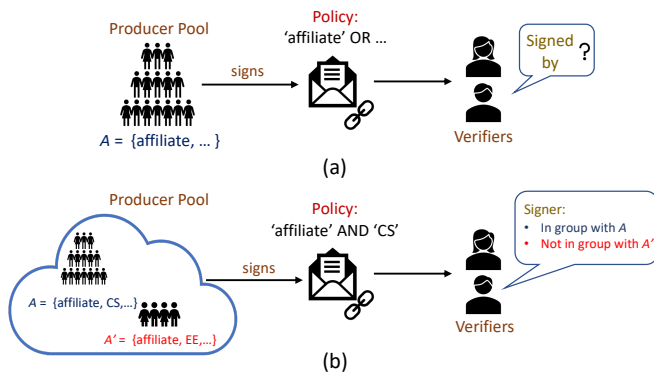 Policy:
Producer Pool
'affiliate' OR ...
signs
Signed
by ?
A = {affiliate, ... }
Verifiers
(a)
Producer Pool
Policy:
'affiliate' AND 'CS'
Signer:
• In group with A
• Not in group with A'
signs
A = {affiliate, CS,...}
A' = {affiliate, EE,...}
Verifiers
(b)